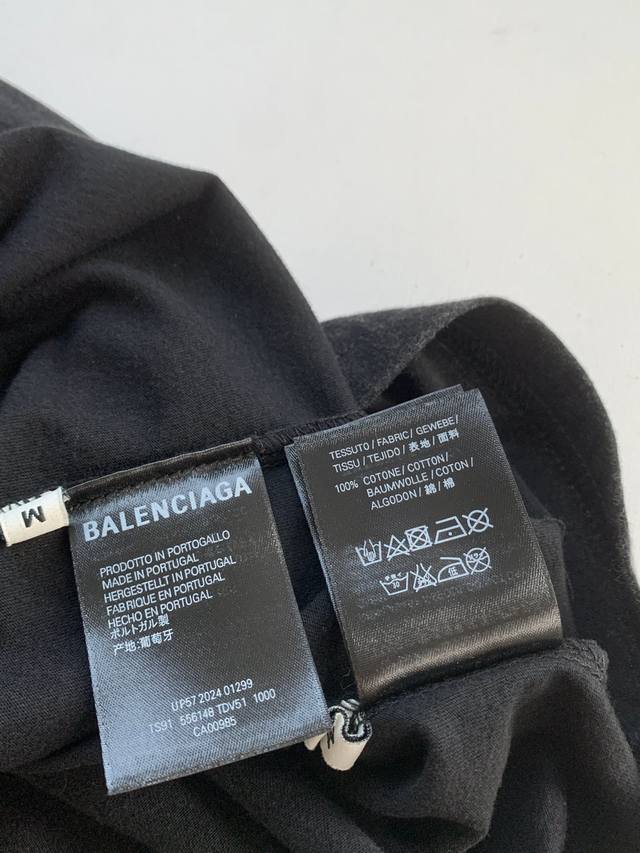 M
BALENCIAGA
PRODOTTO IN PORTOGALLO
MADE IN PORTUGAL
HERGESTELLT IN PORTUGAL
FABRIQUE EN PORTUGAL
HECHO EN PORTUGAL
ポルトガル製
产地:葡萄牙
UP57 2024 01299
TS91 556148 TDV51 1000
CA00985
TESSUTO / FABRIC / GEWEBE /
TISSU / TEJIDO / 表地 / 面料
100% COTONE / COTTON /
BAUMWOLLE / COTON /
ALGODON / 綿 / 棉
M